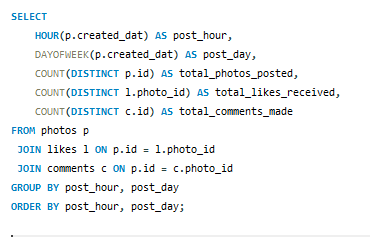 SELECT
HOUR(p.created_dat) AS post_hour,
DAYOFWEEK(p.created_dat) AS post_day,
COUNT(DISTINCT p.id) AS total_photos_posted,
COUNT(DISTINCT l.photo_id) AS total_likes_received,
COUNT(DISTINCT c.id) AS total_comments_made
FROM photos p
JOIN likes l ON p.id = l.photo_id
JOIN comments c ON p.id = c.photo_id
GROUP BY post_hour, post_day
ORDER BY post_hour, post_day;